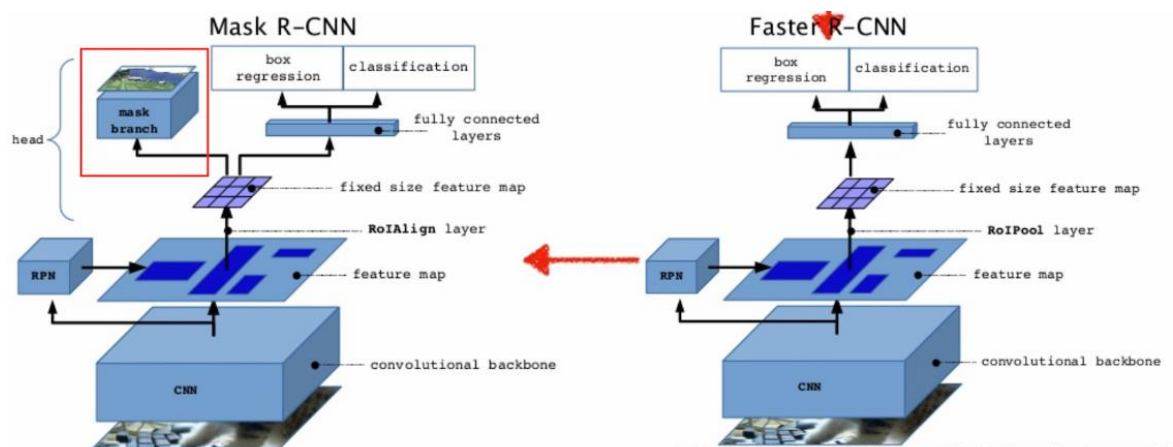 Mask R-CNN
box
regression
classification
mask
branch
head
fully connected
layers
fixed size feature map
RoIAlign layer
RPN
feature map
convolutional backbone
CNN
Faster R-CNN
box
regression
classification
fully connected
layers
fixed size feature map
RoIPool layer
RPN
feature map
convolutional backbone
CNN